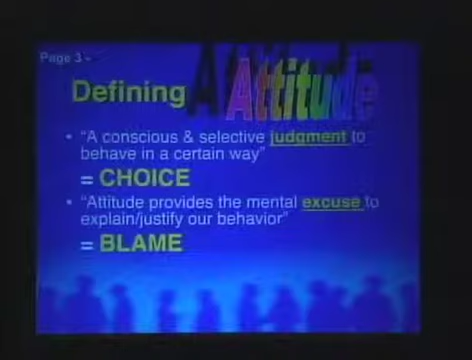 Page 3 -
Defining Attitude
• "A conscious & selective judgment to
behave in a certain way"
= CHOICE
• "Attitude provides the mental excuse to
explain/justify our behavior"
= BLAME